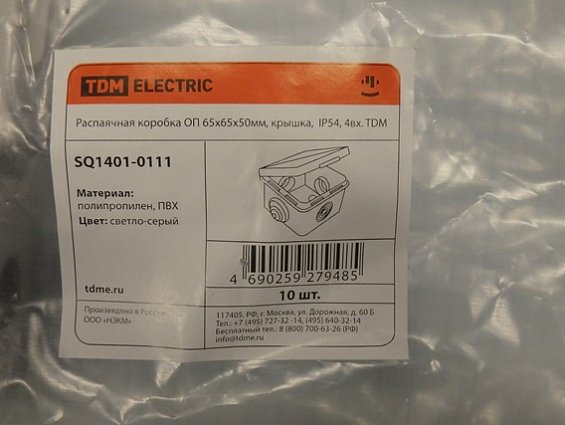 TDM ELECTRIC
Распаячная коробка ОП 65х65х50мм, крышка, IP54, 4вх. TDM
SQ1401-0111
Материал:
полипропилен, ПВХ
Цвет: светло-серый
4 690259 279485
tdme.ru
10 шт.
Произведено в России
ООО «НЭКМ»
117405, РФ, г. Москва, ул. Дорожная, д. 60 Б
Тел.: +7 (495) 727-32 -14, (495) 640-32-14
Бесплатный тел.: 8 (800) 700-63-26 (РФ)
info@tdme.ru